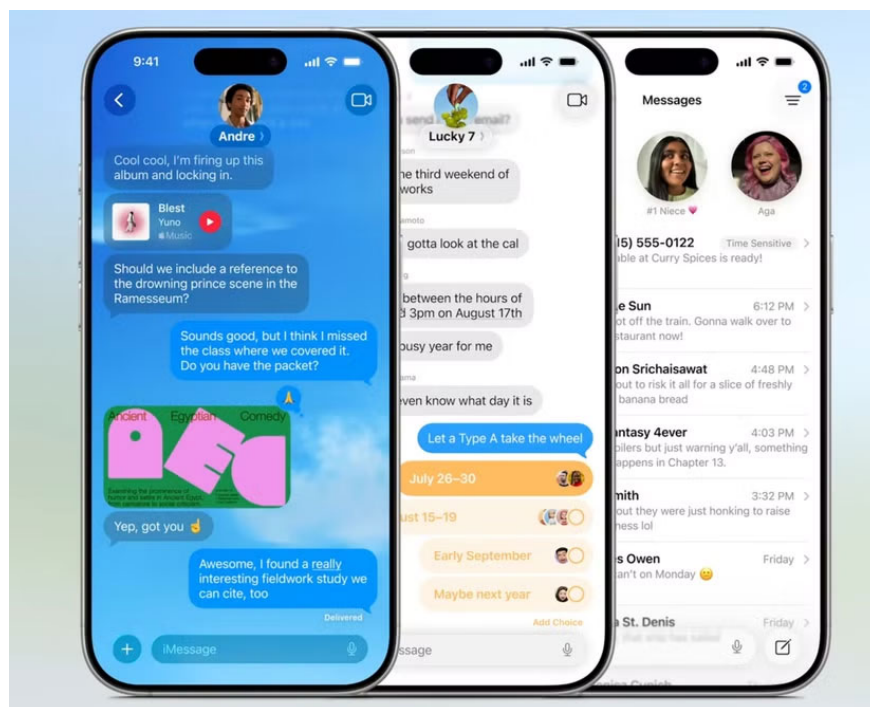 9:41
Andre
Cool cool, I'm firing up this
album and locking in.
Blest
Yuno
Music
Should we include a reference to
the drowning prince scene in the
Ramesseum?
Sounds good, but I think I missed
the class where we covered it.
Do you have the packet?
Ancient Egyptian Comedy
Yep, got you
Awesome, I found a really
interesting fieldwork study we
can cite, too
Delivered
iMessage
send email?
Lucky 7
he third weekend of
works
gotta look at the cal
between the hours of
3pm on August 17th
busy year for me
even know what day it is
Let a Type A take the wheel
July 26–30
ust 15–19
Early September
Maybe next year
Add Choice
ssage
2
Messages
#1 Niece
Aga
15) 555-0122 Time Sensitive
able at Curry Spices is ready!
e Sun 6:12 PM
ot off the train. Gonna walk over to
staurant now!
on Srichaisawat 4:48 PM
out to risk it all for a slice of freshly
banana bread
ntasy 4ever 4:03 PM
oilers but just warning y'all, something
appens in Chapter 13.
mith 3:32 PM
out they were just honking to raise
ness lol
s Owen Friday
an't on Monday
a St. Denis Friday